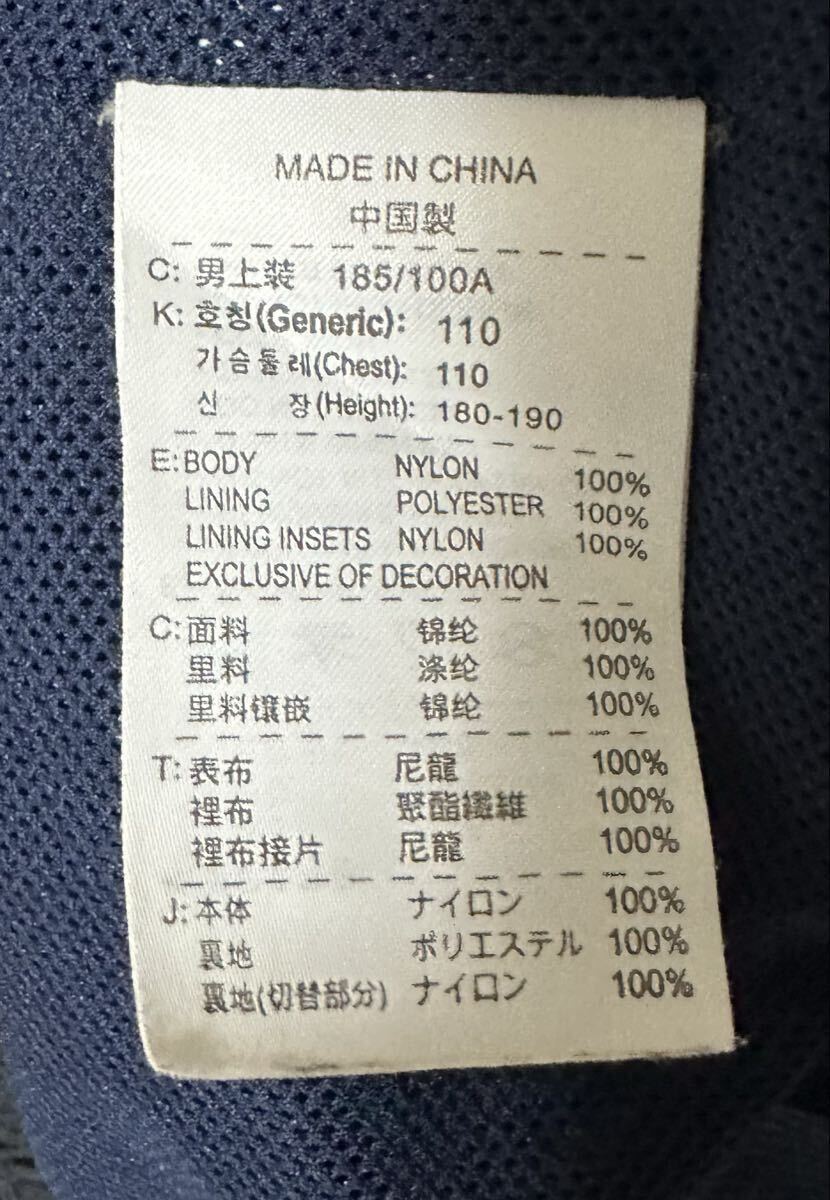 MADE IN CHINA
中国製
C: 男上装 185/100A
K: 호칭(Generic): 110
가슴둘레(Chest): 110
신 장(Height): 180-190
E: BODY NYLON 100%
LINING POLYESTER 100%
LINING INSETS NYLON 100%
EXCLUSIVE OF DECORATION
C: 面料 锦纶 100%
里料 涤纶 100%
里料镶嵌 锦纶 100%
T: 表布 尼龍 100%
裡布 聚酯纖維 100%
裡布接片 尼龍 100%
J: 本体 ナイロン 100%
裏地 ポリエステル 100%
裏地(切替部分) ナイロン 100%